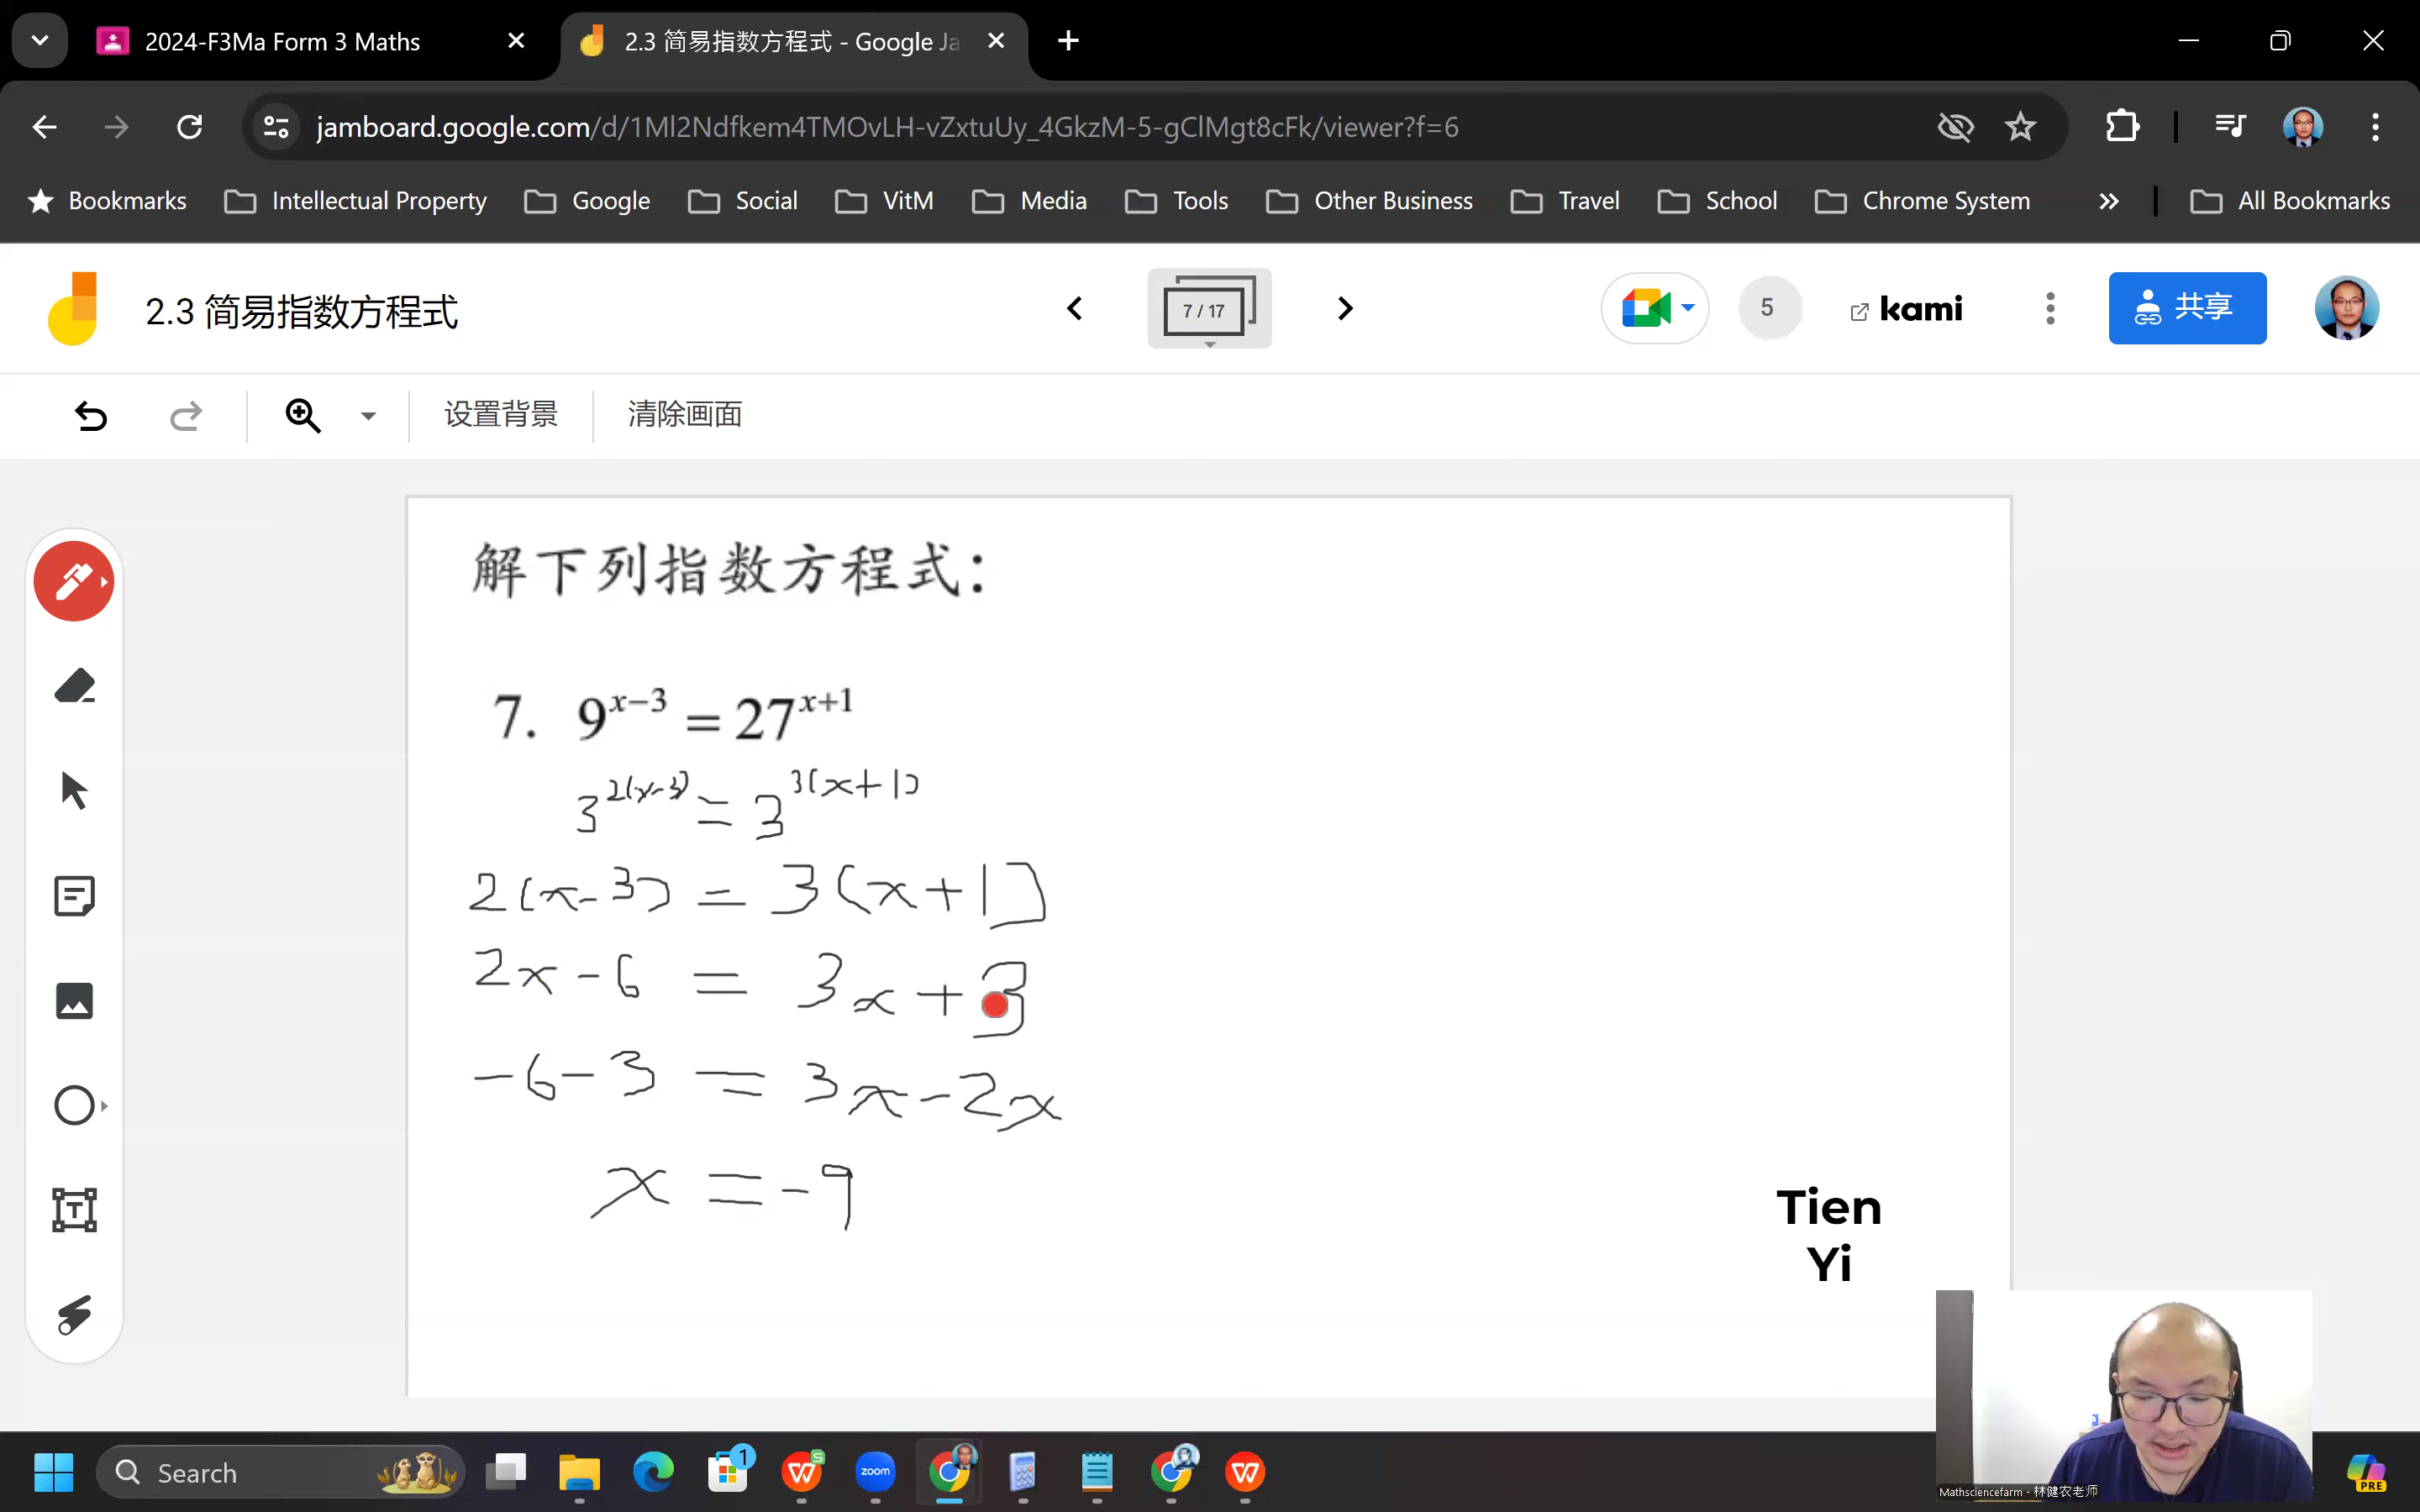 2024-F3Ma Form 3 Maths
2.3 简易指数方程式 - Google Ja
jamboard.google.com/d/1Ml2Ndfkem4TMOvLH-vZxtuUy_4GkzM-5-gClMgt8cFk/viewer?f=6
Bookmarks Intellectual Property Google Social VitM Media Tools Other Business Travel School Chrome System All Bookmarks
2.3 简易指数方程式
7 / 17
5
kami
共享
设置背景 清除画面
解下列指数方程式：
7. 9^{x-3} = 27^{x+1}
3^{2(x-3)} = 3^{3(x+1)}
2(x-3) = 3(x+1)
2x-6 = 3x+3
-6-3 = 3x-2x
x = -9
Tien
Yi
Mathsciencefarm - 林健农老师
Search
1
zoom
PRE